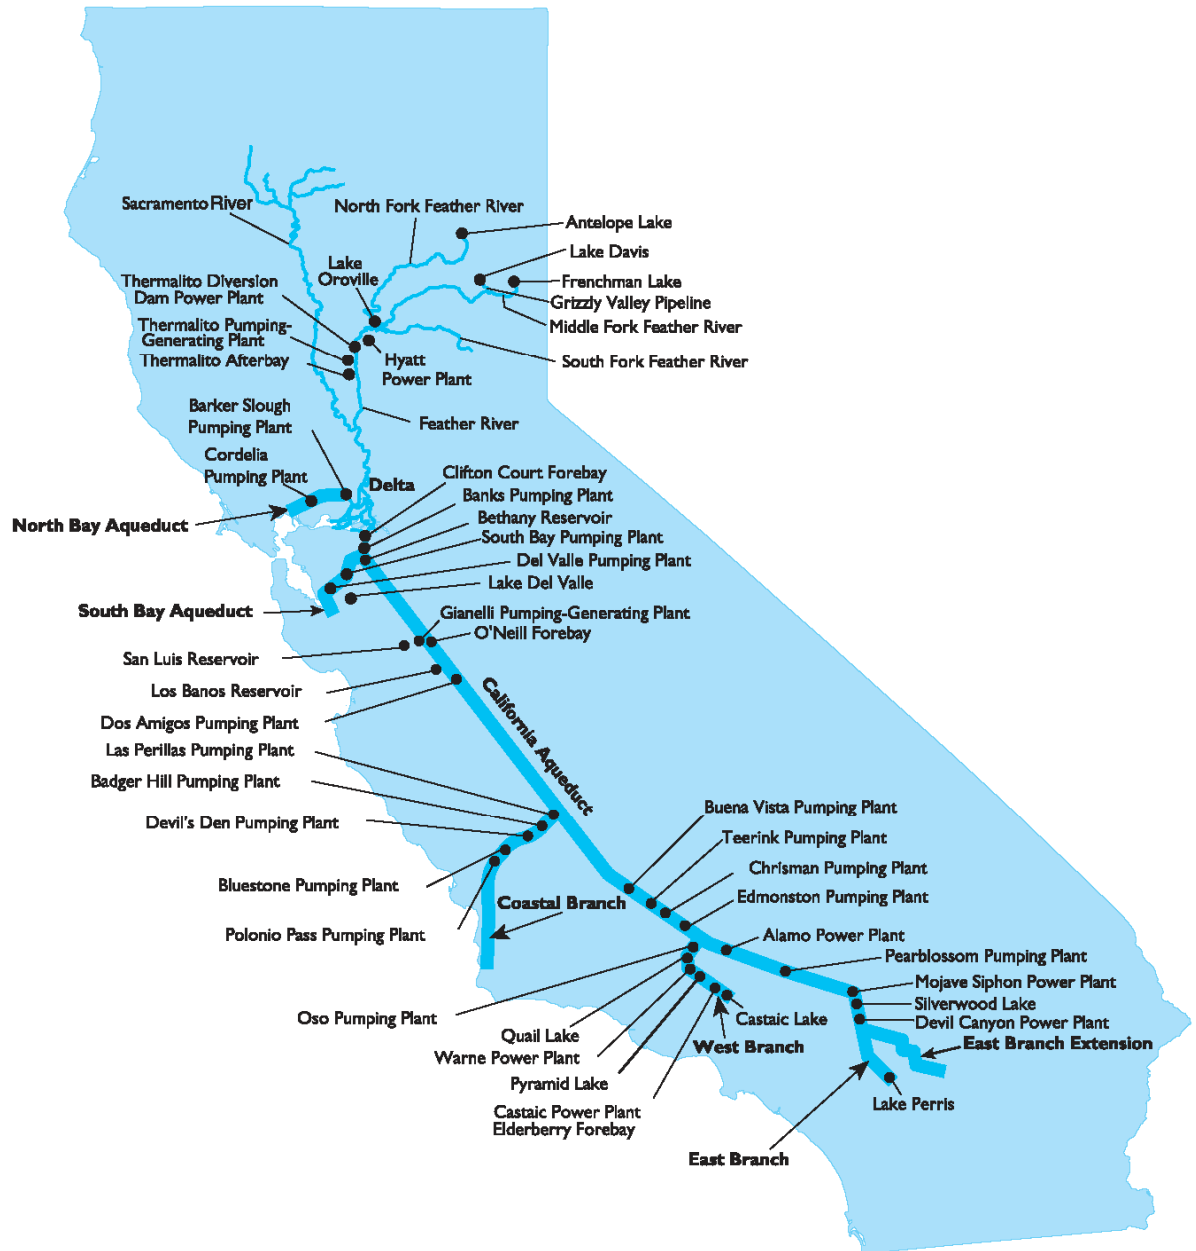 Sacramento River
North Fork Feather River
Antelope Lake
Lake Davis
Lake
Oroville
Thermalito Diversion
Dam Power Plant
Frenchman Lake
Grizzly Valley Pipeline
Middle Fork Feather River
Thermalito Pumping-
Generating Plant
Thermalito Afterbay
Hyatt
Power Plant
South Fork Feather River
Barker Slough
Pumping Plant
Feather River
Cordelia
Pumping Plant
Delta
Clifton Court Forebay
Banks Pumping Plant
North Bay Aqueduct
Bethany Reservoir
South Bay Pumping Plant
Del Valle Pumping Plant
Lake Del Valle
South Bay Aqueduct
Gianelli Pumping-Generating Plant
O'Neill Forebay
San Luis Reservoir
Los Banos Reservoir
Dos Amigos Pumping Plant
California Aqueduct
Las Perillas Pumping Plant
Badger Hill Pumping Plant
Devil's Den Pumping Plant
Buena Vista Pumping Plant
Teerink Pumping Plant
Chrisman Pumping Plant
Bluestone Pumping Plant
Edmonston Pumping Plant
Coastal Branch
Polonio Pass Pumping Plant
Alamo Power Plant
Pearblossom Pumping Plant
Mojave Siphon Power Plant
Silverwood Lake
Oso Pumping Plant
Castaic Lake
Devil Canyon Power Plant
Quail Lake
West Branch
East Branch Extension
Warne Power Plant
Pyramid Lake
Lake Perris
Castaic Power Plant
Elderberry Forebay
East Branch